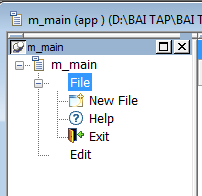 m_main (app ) (D:\BAI TAP\BAI T
m_main
m_main
File
New File
Help
Exit
Edit